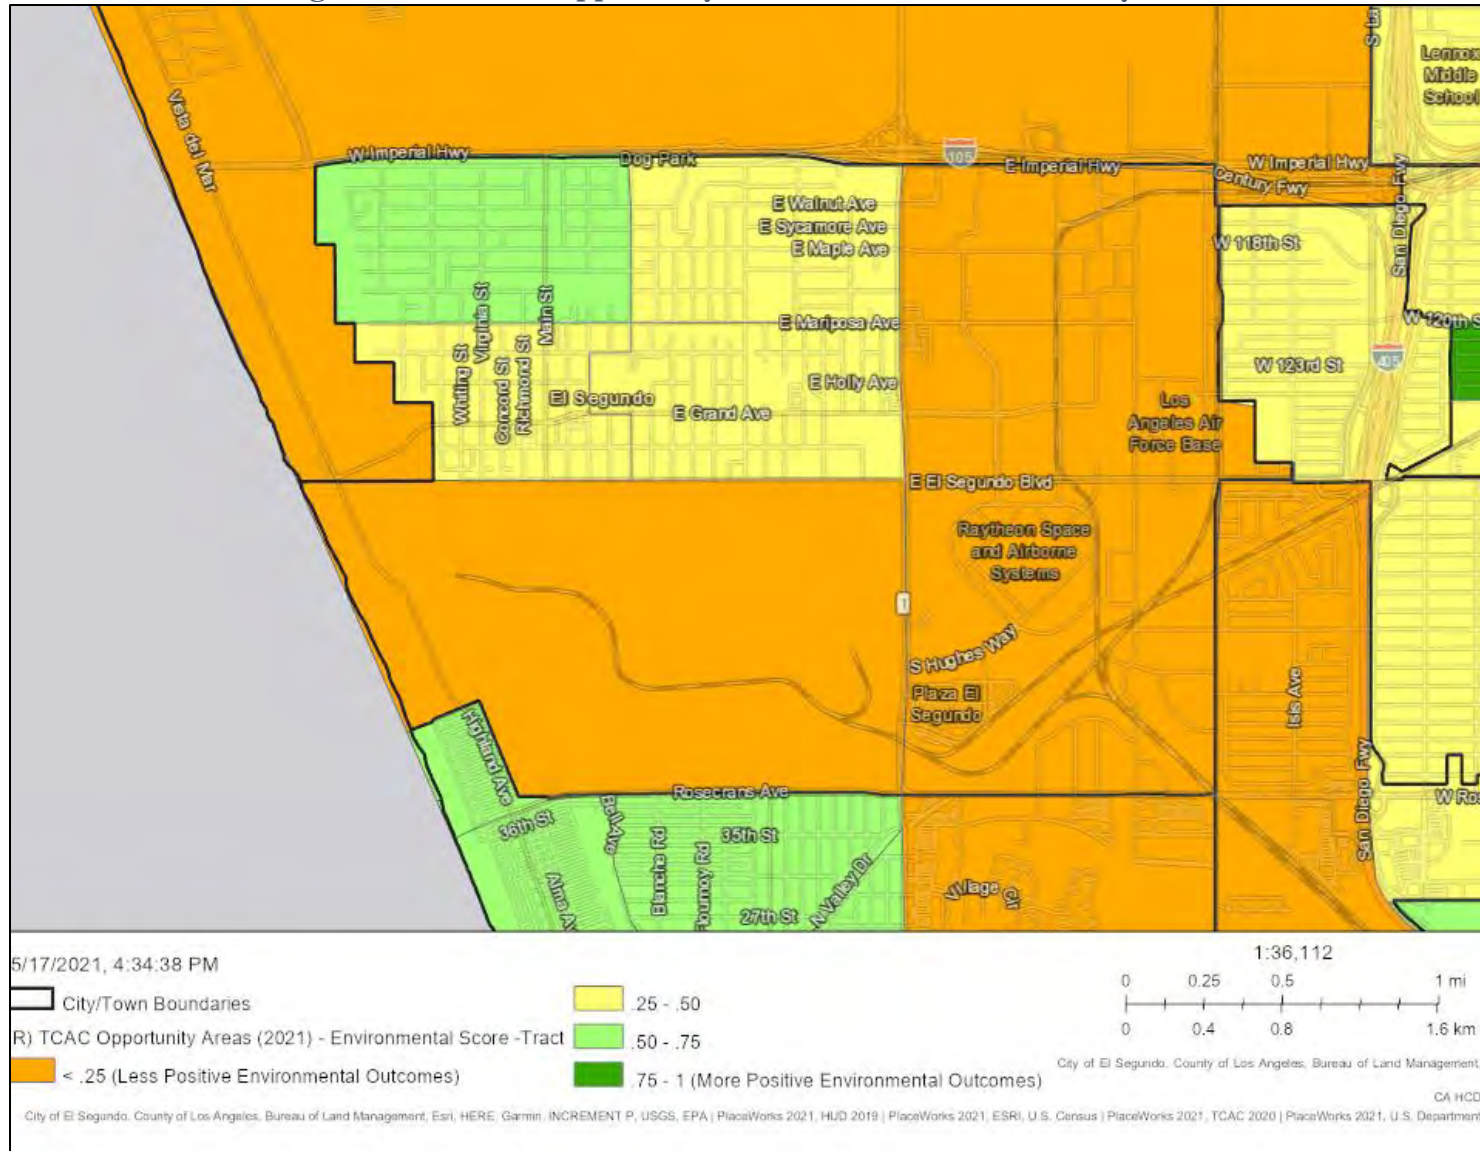 S La
Lennox
Middle
School
Vista del Mar
W Imperial Hwy
Dog Park
105
E Imperial Hwy
W Imperial Hwy
Century Fwy
San Diego Fwy
E Walnut Ave
E Sycamore Ave
E Maple Ave
W 118th St
Virginia St
Main St
E Mariposa Ave
W 120th S
Whiting St
Concord St
Richmond St
E Holly Ave
W 123rd St
405
El Segundo
E Grand Ave
Los
Angeles Air
Force Base
E El Segundo Blvd
Raytheon Space
and Airborne
Systems
1
S Hughes Way
Plaza El
Segundo
Isis Ave
Highland Ave
San Diego Fwy
Rosecrans Ave
W Ros
36th St
Bell Ave
Blanche Rd
Flournoy Rd
35th St
N Valley Dr
Village Cir
Alma Av
27th St
5/17/2021, 4:34:38 PM
City/Town Boundaries
R) TCAC Opportunity Areas (2021) - Environmental Score -Tract
< .25 (Less Positive Environmental Outcomes)
.25 - .50
.50 - .75
.75 - 1 (More Positive Environmental Outcomes)
1:36,112
0 0.25 0.5 1 mi
0 0.4 0.8 1.6 km
City of El Segundo, County of Los Angeles, Bureau of Land Management,
CA HCD
City of El Segundo, County of Los Angeles, Bureau of Land Management, Esri, HERE, Garmin, INCREMENT P, USGS, EPA | PlaceWorks 2021, HUD 2019 | PlaceWorks 2021, ESRI, U.S. Census | PlaceWorks 2021, TCAC 2020 | PlaceWorks 2021, U.S. Department